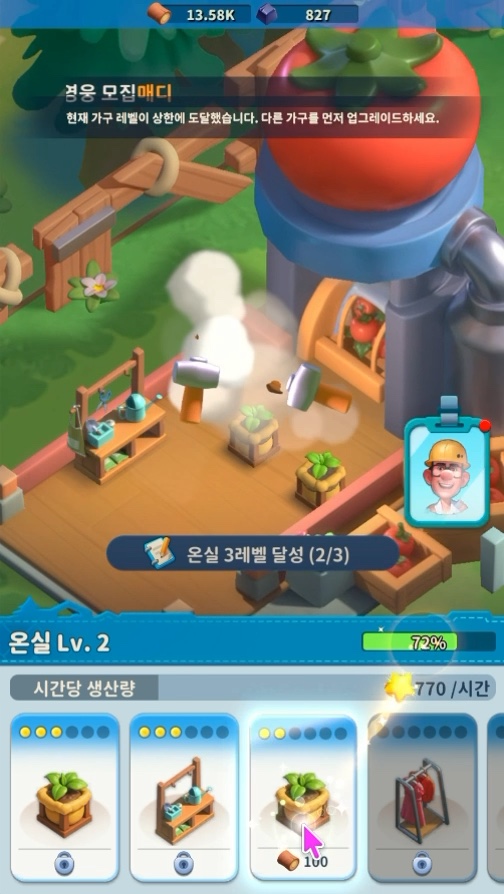 13.58K
827
영웅 모집매디
현재 가구 레벨이 상한에 도달했습니다. 다른 가구를 먼저 업그레이드하세요.
온실 3레벨 달성 (2/3)
온실 Lv. 2
72%
시간당 생산량
770 /시간
100